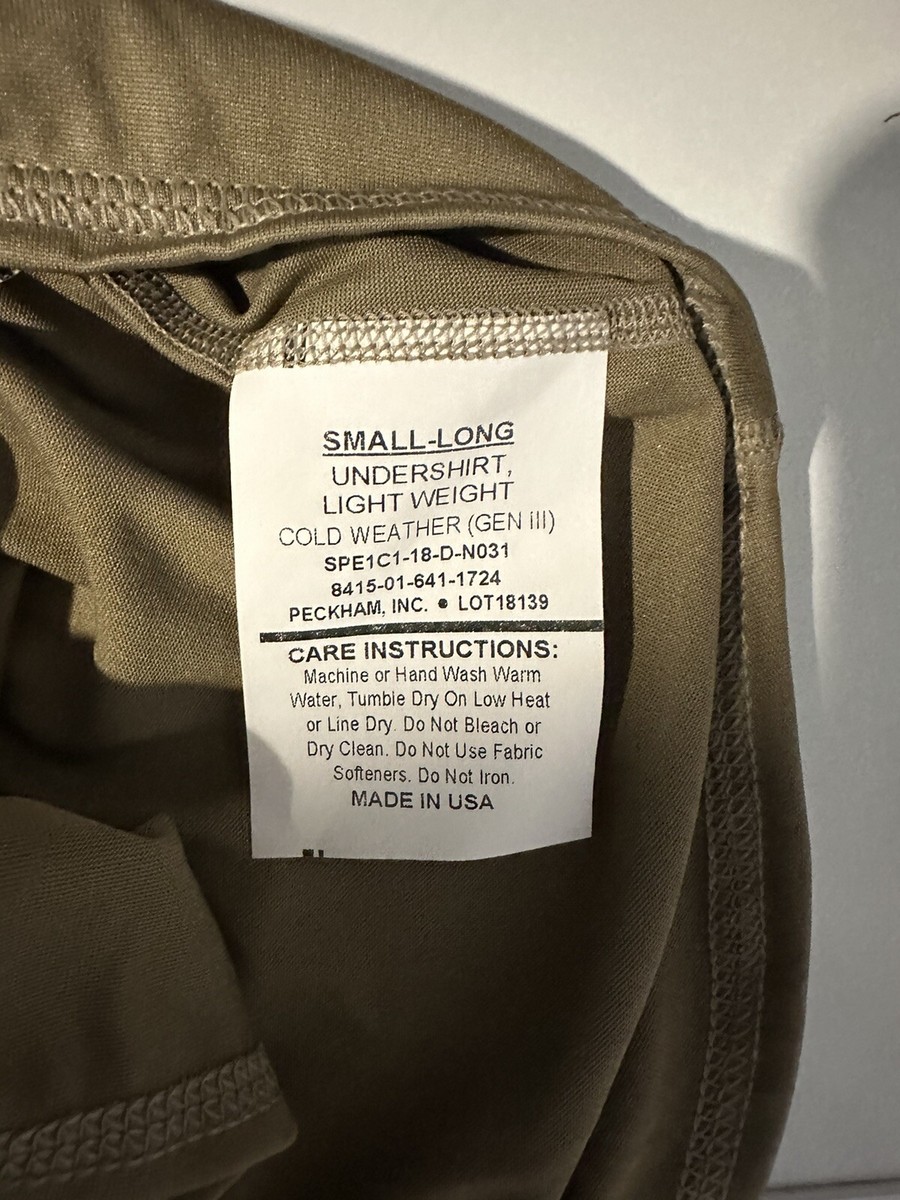 SMALL-LONG
UNDERSHIRT,
LIGHT WEIGHT
COLD WEATHER (GEN III)
SPE1C1-18-D-N031
8415-01-641-1724
PECKHAM, INC. • LOT18139
CARE INSTRUCTIONS:
Machine or Hand Wash Warm
Water, Tumble Dry On Low Heat
or Line Dry. Do Not Bleach or
Dry Clean. Do Not Use Fabric
Softeners. Do Not Iron.
MADE IN USA